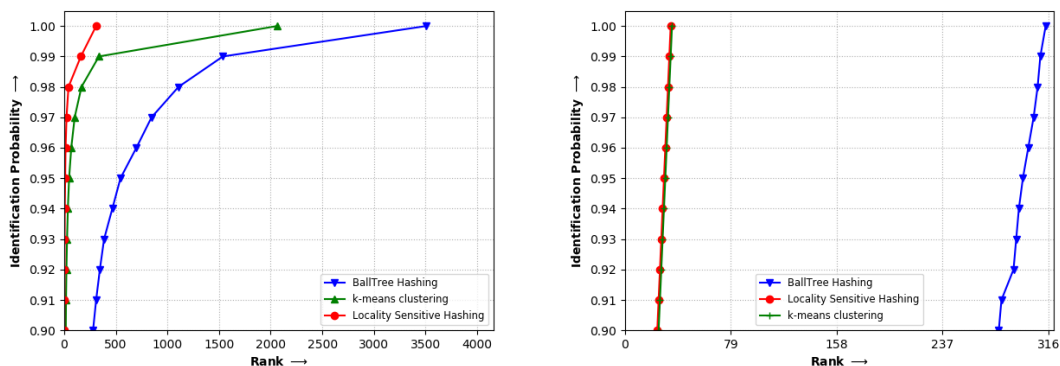 Identification Probability →
1.00
0.99
0.98
0.97
0.96
0.95
0.94
0.93
0.92
0.91
0.90
BallTree Hashing
k-means clustering
Locality Sensitive Hashing
0 500 1000 1500 2000 2500 3000 3500 4000
Rank →
Identification Probability →
1.00
0.99
0.98
0.97
0.96
0.95
0.94
0.93
0.92
0.91
0.90
BallTree Hashing
Locality Sensitive Hashing
k-means clustering
0 79 158 237 316
Rank →